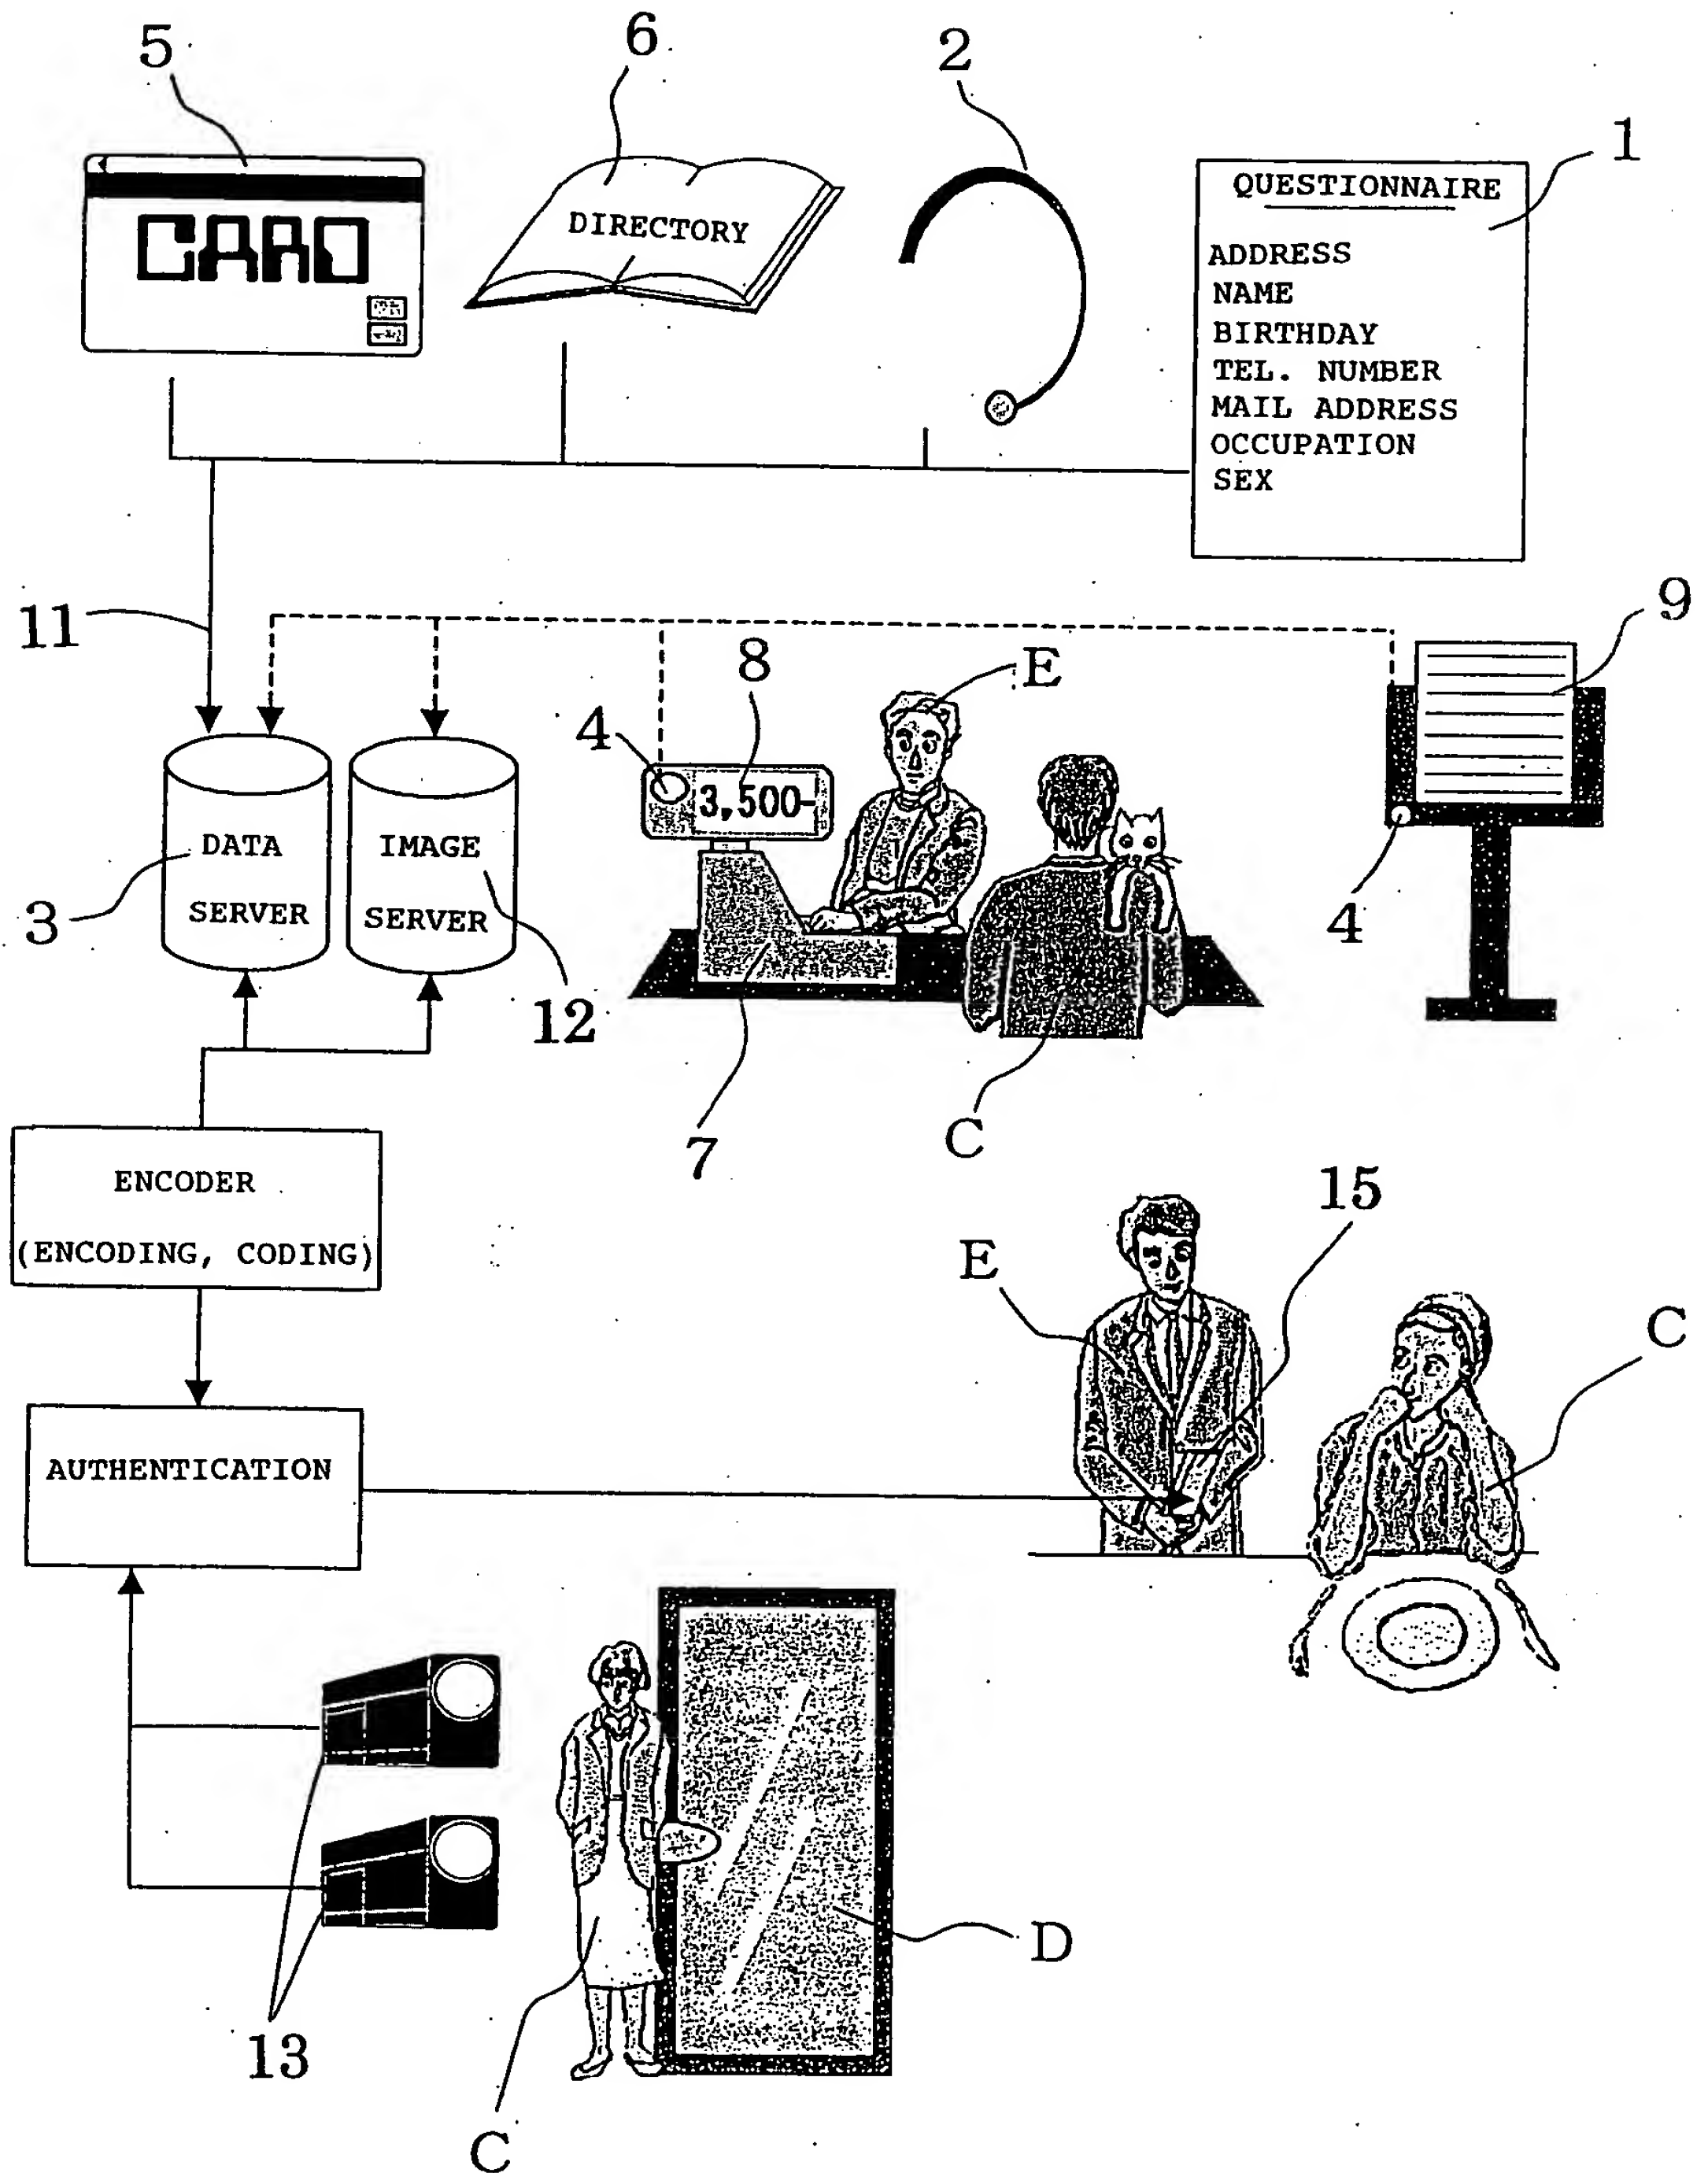 5
6
2
1
CARD
DIRECTORY
QUESTIONNAIRE
ADDRESS
NAME
BIRTHDAY
TEL. NUMBER
MAIL ADDRESS
OCCUPATION
SEX
11
9
8
E
4
3,500-
DATA
SERVER
IMAGE
SERVER
3
4
12
7
C
ENCODER
(ENCODING, CODING)
15
E
C
AUTHENTICATION
D
13
C